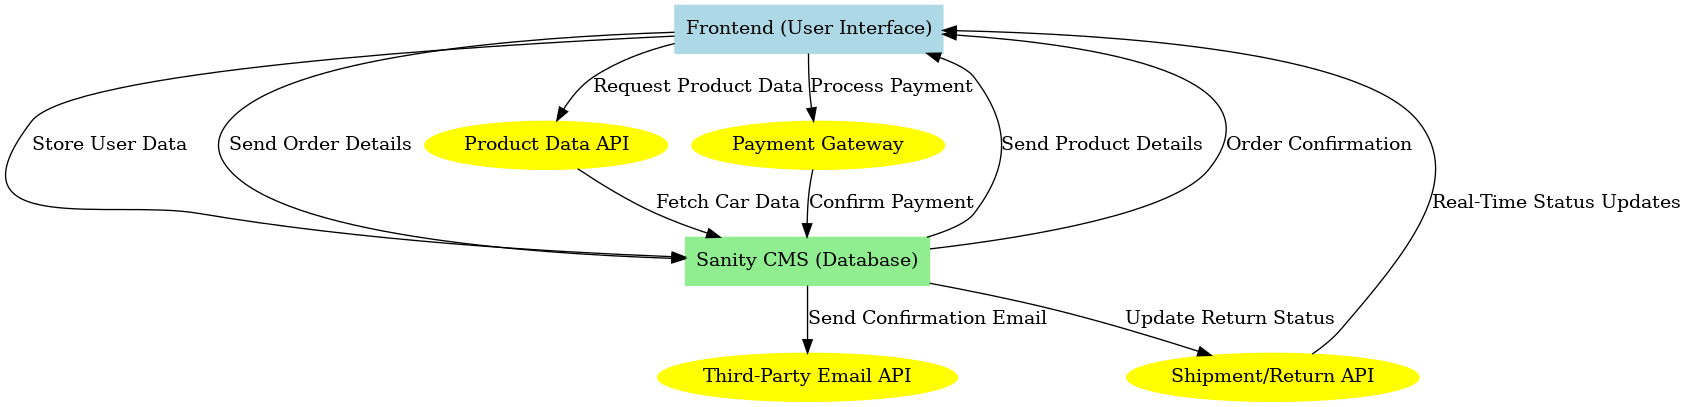 Frontend (User Interface)
Request Product Data
Process Payment
Store User Data
Send Order Details
Product Data API
Payment Gateway
Send Product Details
Order Confirmation
Fetch Car Data
Confirm Payment
Real-Time Status Updates
Sanity CMS (Database)
Send Confirmation Email
Update Return Status
Third-Party Email API
Shipment/Return API